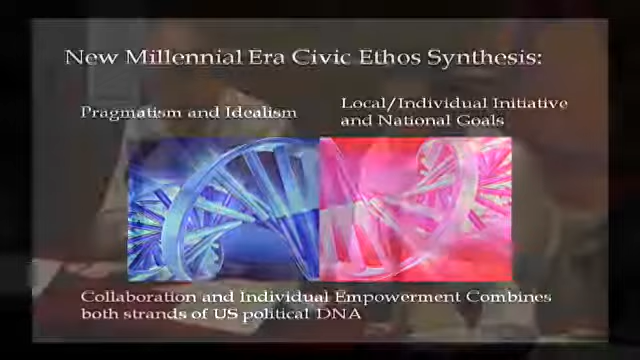 New Millennial Era Civic Ethos Synthesis:
Pragmatism and Idealism
Local/Individual Initiative
and National Goals
Collaboration and Individual Empowerment Combines
both strands of US political DNA